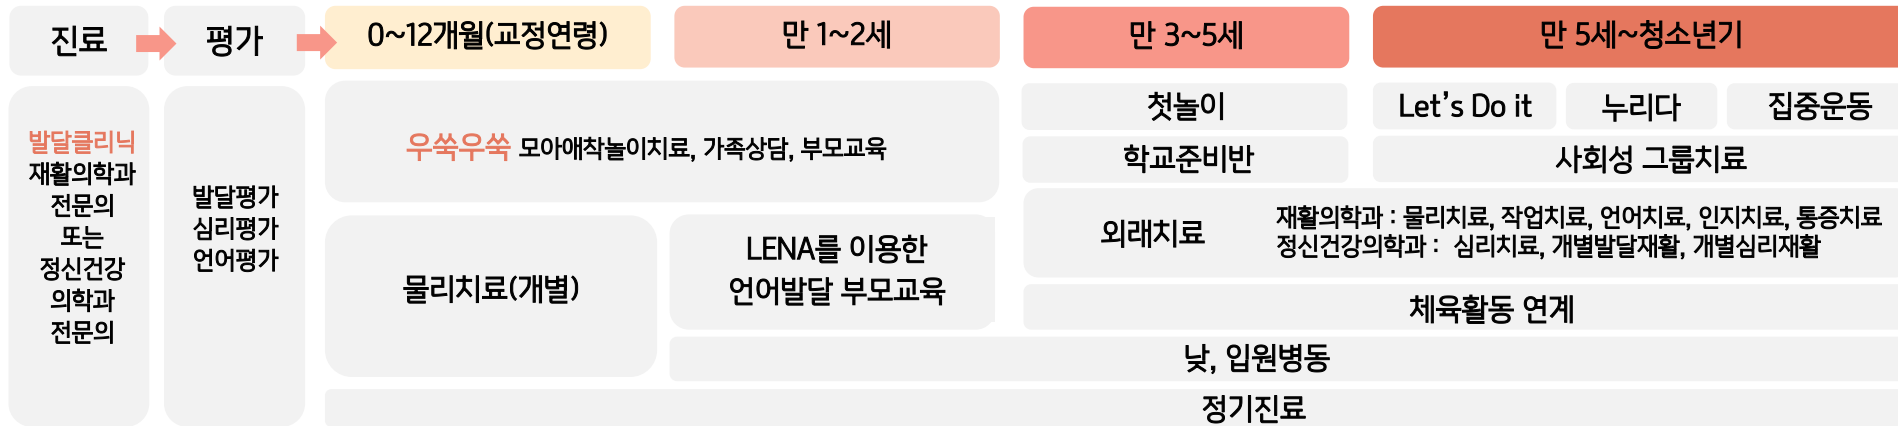 진료
평가
0~12개월(교정연령)
만 1~2세
만 3~5세
만 5세~청소년기
발달클리닉
재활의학과
전문의
또는
정신건강
의학과
전문의
발달평가
심리평가
언어평가
우쑥우쑥 모아애착놀이치료, 가족상담, 부모교육
물리치료(개별)
LENA를 이용한
언어발달 부모교육
첫놀이
학교준비반
Let's Do it
누리다
집중운동
사회성 그룹치료
외래치료
재활의학과 : 물리치료, 작업치료, 언어치료, 인지치료, 통증치료
정신건강의학과 : 심리치료, 개별발달재활, 개별심리재활
체육활동 연계
낮, 입원병동
정기진료